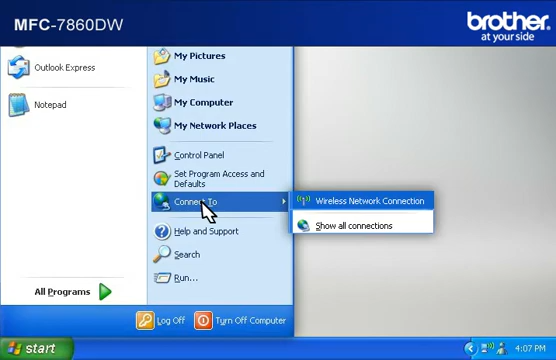 MFC-7860DW
brother
at your side
My Pictures
Outlook Express
My Music
My Computer
Notepad
My Network Places
Control Panel
Set Program Access and
Defaults
Connect To
Wireless Network Connection
Show all connections
Help and Support
Search
Run...
All Programs
Log Off
Turn Off Computer
start
4:07 PM